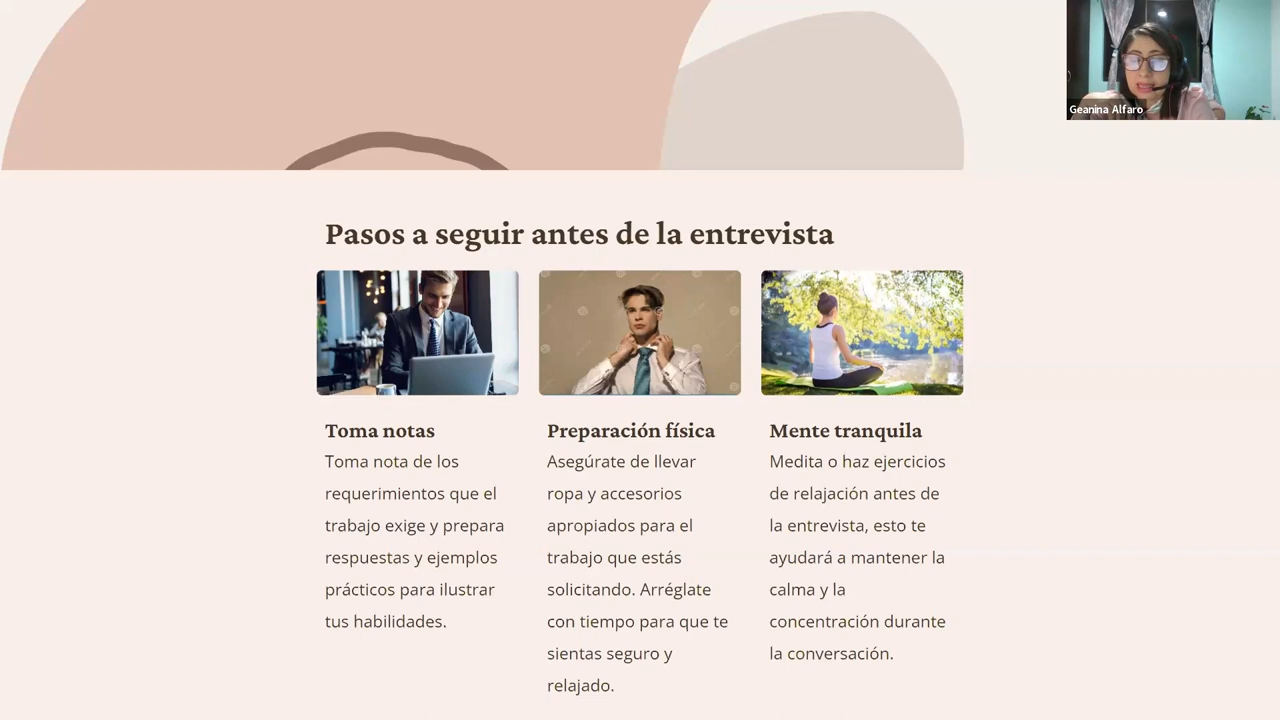 Geanina Alfaro
Pasos a seguir antes de la entrevista
Toma notas
Toma nota de los
requerimientos que el
trabajo exige y prepara
respuestas y ejemplos
prácticos para ilustrar
tus habilidades.
Preparación física
Asegúrate de llevar
ropa y accesorios
apropiados para el
trabajo que estás
solicitando. Arréglate
con tiempo para que te
sientas seguro y
relajado.
Mente tranquila
Medita o haz ejercicios
de relajación antes de
la entrevista, esto te
ayudará a mantener la
calma y la
concentración durante
la conversación.